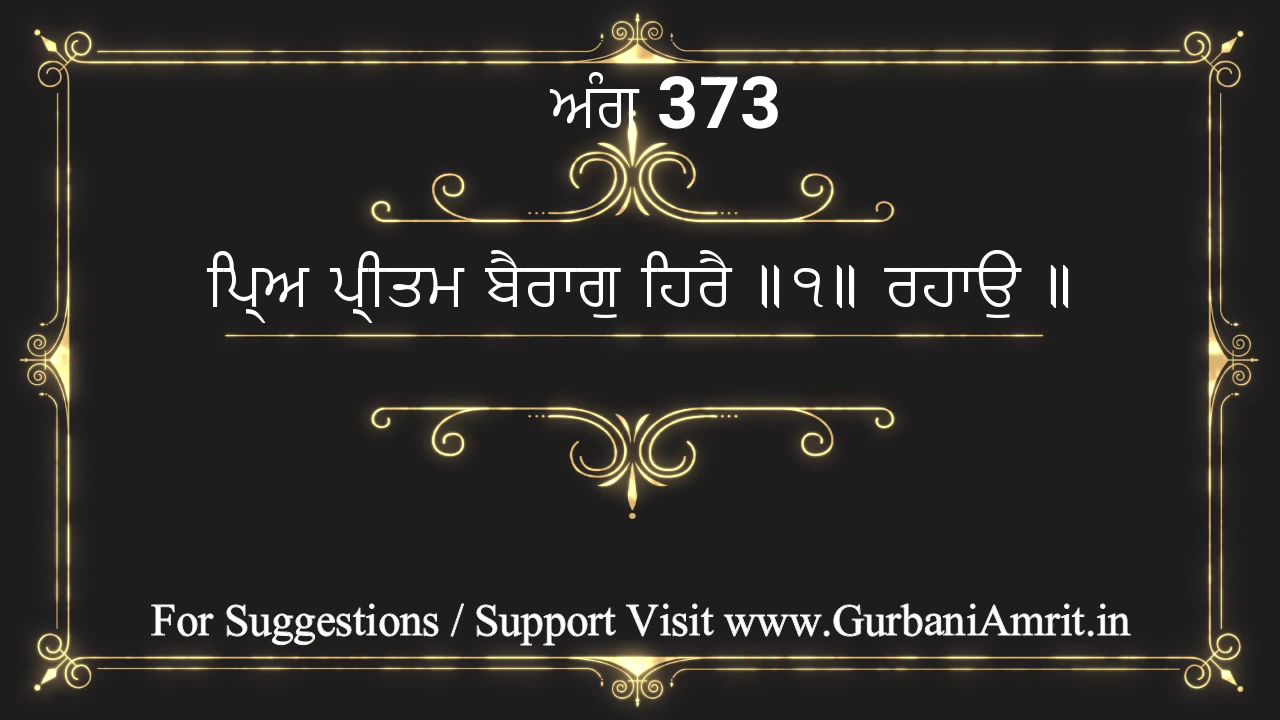 ਅੰਗ 373
ਪ੍ਰਿਅ ਪ੍ਰੀਤਮ ਬੈਰਾਗੁ ਹਿਰੈ ॥੧॥ ਰਹਾਉ ॥
For Suggestions / Support Visit www.GurbaniAmrit.in